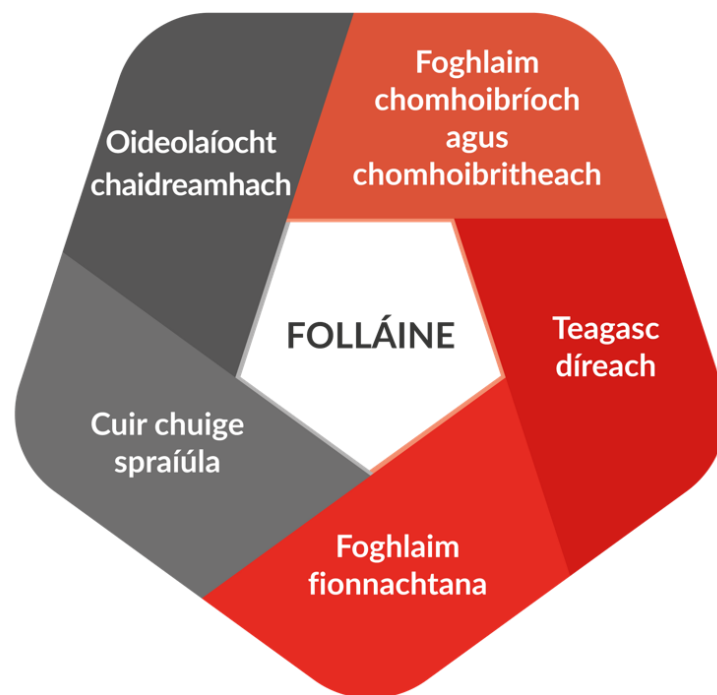 Foghlaim
chomhoibríoch
agus
chomhoibritheach
Oideolaíocht
chaidreamhach
Teagasc
díreach
FOLLÁINE
Cuir chuige
spraíúla
Foghlaim
fionnachtana